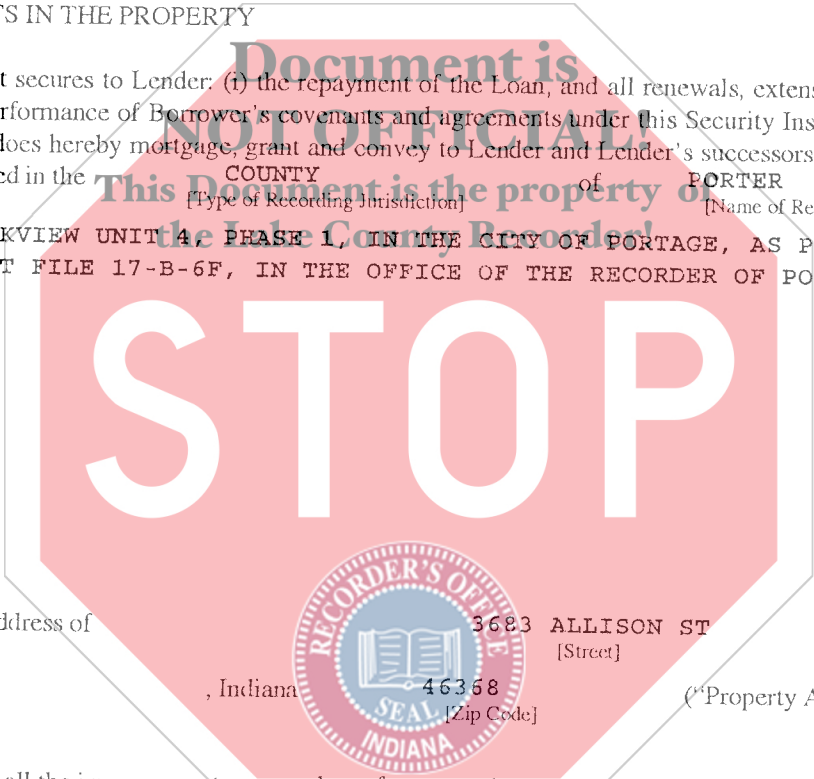 TS IN THE PROPERTY
Document is
t secures to Lender: (i) the repayment of the Loan, and all renewals, extens
rformance of Borrower's covenants and agreements under this Security Ins
NOT OFFICIAL!
does hereby mortgage, grant and convey to Lender and Lender's successors
ed in the COUNTY of PORTER
This Document is the property of
[Type of Recording Jurisdiction] [Name of Re
the Lake County Recorder!
KVIEW UNIT 4, PHASE 1, IN THE CITY OF PORTAGE, AS P
T FILE 17-B-6F, IN THE OFFICE OF THE RECORDER OF PO
STOP
RECORDER'S OFFICE
ddress of 3683 ALLISON ST
[Street]
, Indiana 46368 ("Property A
SEAL [Zip Code]
INDIANA